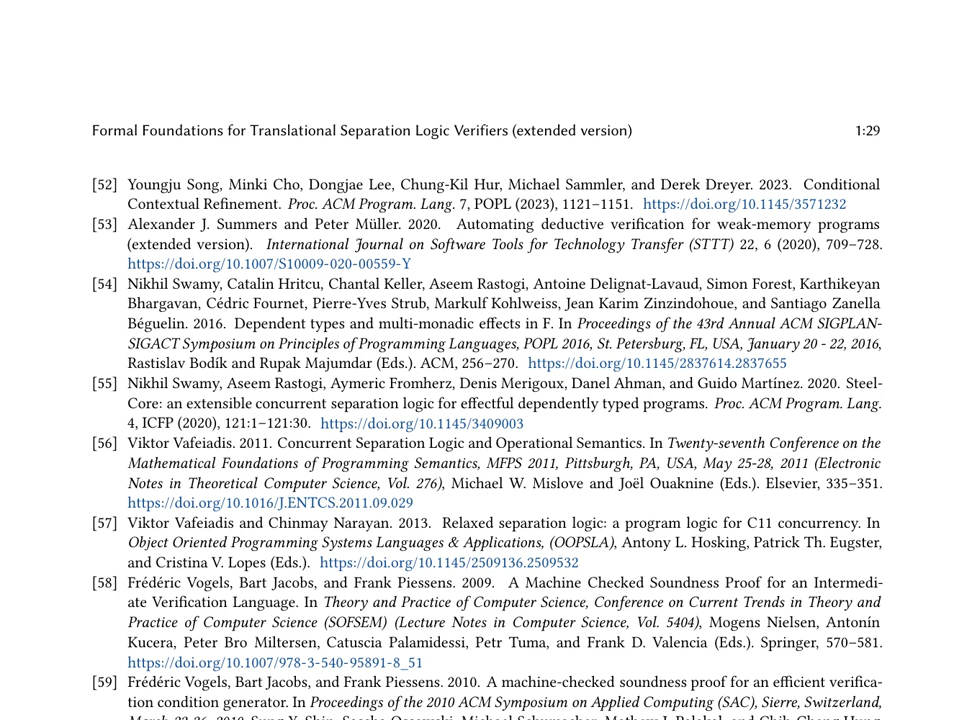 Formal Foundations for Translational Separation Logic Verifiers (extended version) 1:29
[52] Youngju Song, Minki Cho, Dongjae Lee, Chung-Kil Hur, Michael Sammler, and Derek Dreyer. 2023. Conditional
Contextual Refinement. Proc. ACM Program. Lang. 7, POPL (2023), 1121–1151. https://doi.org/10.1145/3571232
[53] Alexander J. Summers and Peter Müller. 2020. Automating deductive verification for weak-memory programs
(extended version). International Journal on Software Tools for Technology Transfer (STTT) 22, 6 (2020), 709–728.
https://doi.org/10.1007/S10009-020-00559-Y
[54] Nikhil Swamy, Catalin Hritcu, Chantal Keller, Aseem Rastogi, Antoine Delignat-Lavaud, Simon Forest, Karthikeyan
Bhargavan, Cédric Fournet, Pierre-Yves Strub, Markulf Kohlweiss, Jean Karim Zinzindohoue, and Santiago Zanella
Béguelin. 2016. Dependent types and multi-monadic effects in F. In Proceedings of the 43rd Annual ACM SIGPLAN-
SIGACT Symposium on Principles of Programming Languages, POPL 2016, St. Petersburg, FL, USA, January 20 - 22, 2016,
Rastislav Bodík and Rupak Majumdar (Eds.). ACM, 256–270. https://doi.org/10.1145/2837614.2837655
[55] Nikhil Swamy, Aseem Rastogi, Aymeric Fromherz, Denis Merigoux, Danel Ahman, and Guido Martínez. 2020. Steel-
Core: an extensible concurrent separation logic for effectful dependently typed programs. Proc. ACM Program. Lang.
4, ICFP (2020), 121:1–121:30. https://doi.org/10.1145/3409003
[56] Viktor Vafeiadis. 2011. Concurrent Separation Logic and Operational Semantics. In Twenty-seventh Conference on the
Mathematical Foundations of Programming Semantics, MFPS 2011, Pittsburgh, PA, USA, May 25-28, 2011 (Electronic
Notes in Theoretical Computer Science, Vol. 276), Michael W. Mislove and Joël Ouaknine (Eds.). Elsevier, 335–351.
https://doi.org/10.1016/J.ENTCS.2011.09.029
[57] Viktor Vafeiadis and Chinmay Narayan. 2013. Relaxed separation logic: a program logic for C11 concurrency. In
Object Oriented Programming Systems Languages & Applications, (OOPSLA), Antony L. Hosking, Patrick Th. Eugster,
and Cristina V. Lopes (Eds.). https://doi.org/10.1145/2509136.2509532
[58] Frédéric Vogels, Bart Jacobs, and Frank Piessens. 2009. A Machine Checked Soundness Proof for an Intermedi-
ate Verification Language. In Theory and Practice of Computer Science, Conference on Current Trends in Theory and
Practice of Computer Science (SOFSEM) (Lecture Notes in Computer Science, Vol. 5404), Mogens Nielsen, Antonín
Kucera, Peter Bro Miltersen, Catuscia Palamidessi, Petr Tuma, and Frank D. Valencia (Eds.). Springer, 570–581.
https://doi.org/10.1007/978-3-540-95891-8_51
[59] Frédéric Vogels, Bart Jacobs, and Frank Piessens. 2010. A machine-checked soundness proof for an efficient verifica-
tion condition generator. In Proceedings of the 2010 ACM Symposium on Applied Computing (SAC), Sierre, Switzerland,